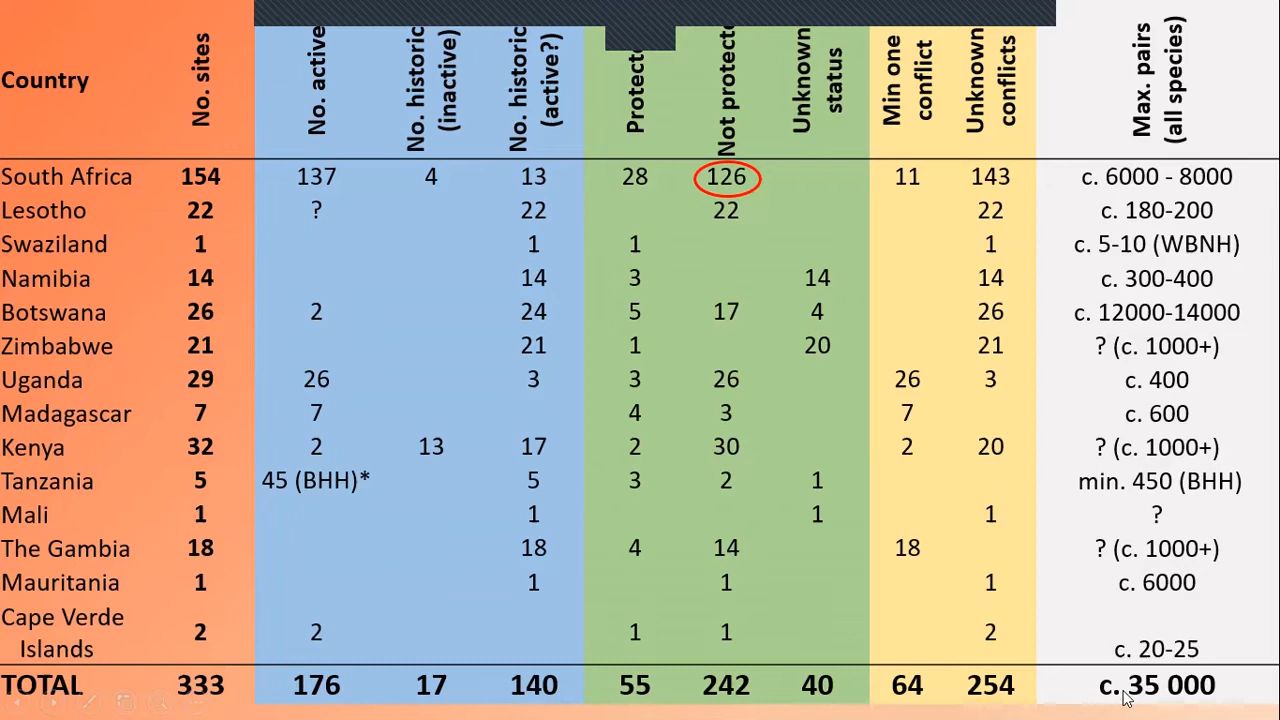 Country No. sites No. active No. historic (inactive) No. historic (active?) Protect Not protect Unknown status Min one conflict Unknown conflicts Max. pairs (all species)
South Africa 154 137 4 13 28 126 11 143 c. 6000 - 8000
Lesotho 22 ? 22 22 22 c. 180-200
Swaziland 1 1 1 1 c. 5-10 (WBNH)
Namibia 14 14 3 14 14 c. 300-400
Botswana 26 2 24 5 17 4 26 c. 12000-14000
Zimbabwe 21 21 1 20 21 ? (c. 1000+)
Uganda 29 26 3 3 26 26 3 c. 400
Madagascar 7 7 4 3 7 c. 600
Kenya 32 2 13 17 2 30 2 20 ? (c. 1000+)
Tanzania 5 45 (BHH)* 5 3 2 1 min. 450 (BHH)
Mali 1 1 1 1 ?
The Gambia 18 18 4 14 18 ? (c. 1000+)
Mauritania 1 1 1 1 c. 6000
Cape Verde
Islands 2 2 1 1 2 c. 20-25
TOTAL 333 176 17 140 55 242 40 64 254 c. 35 000